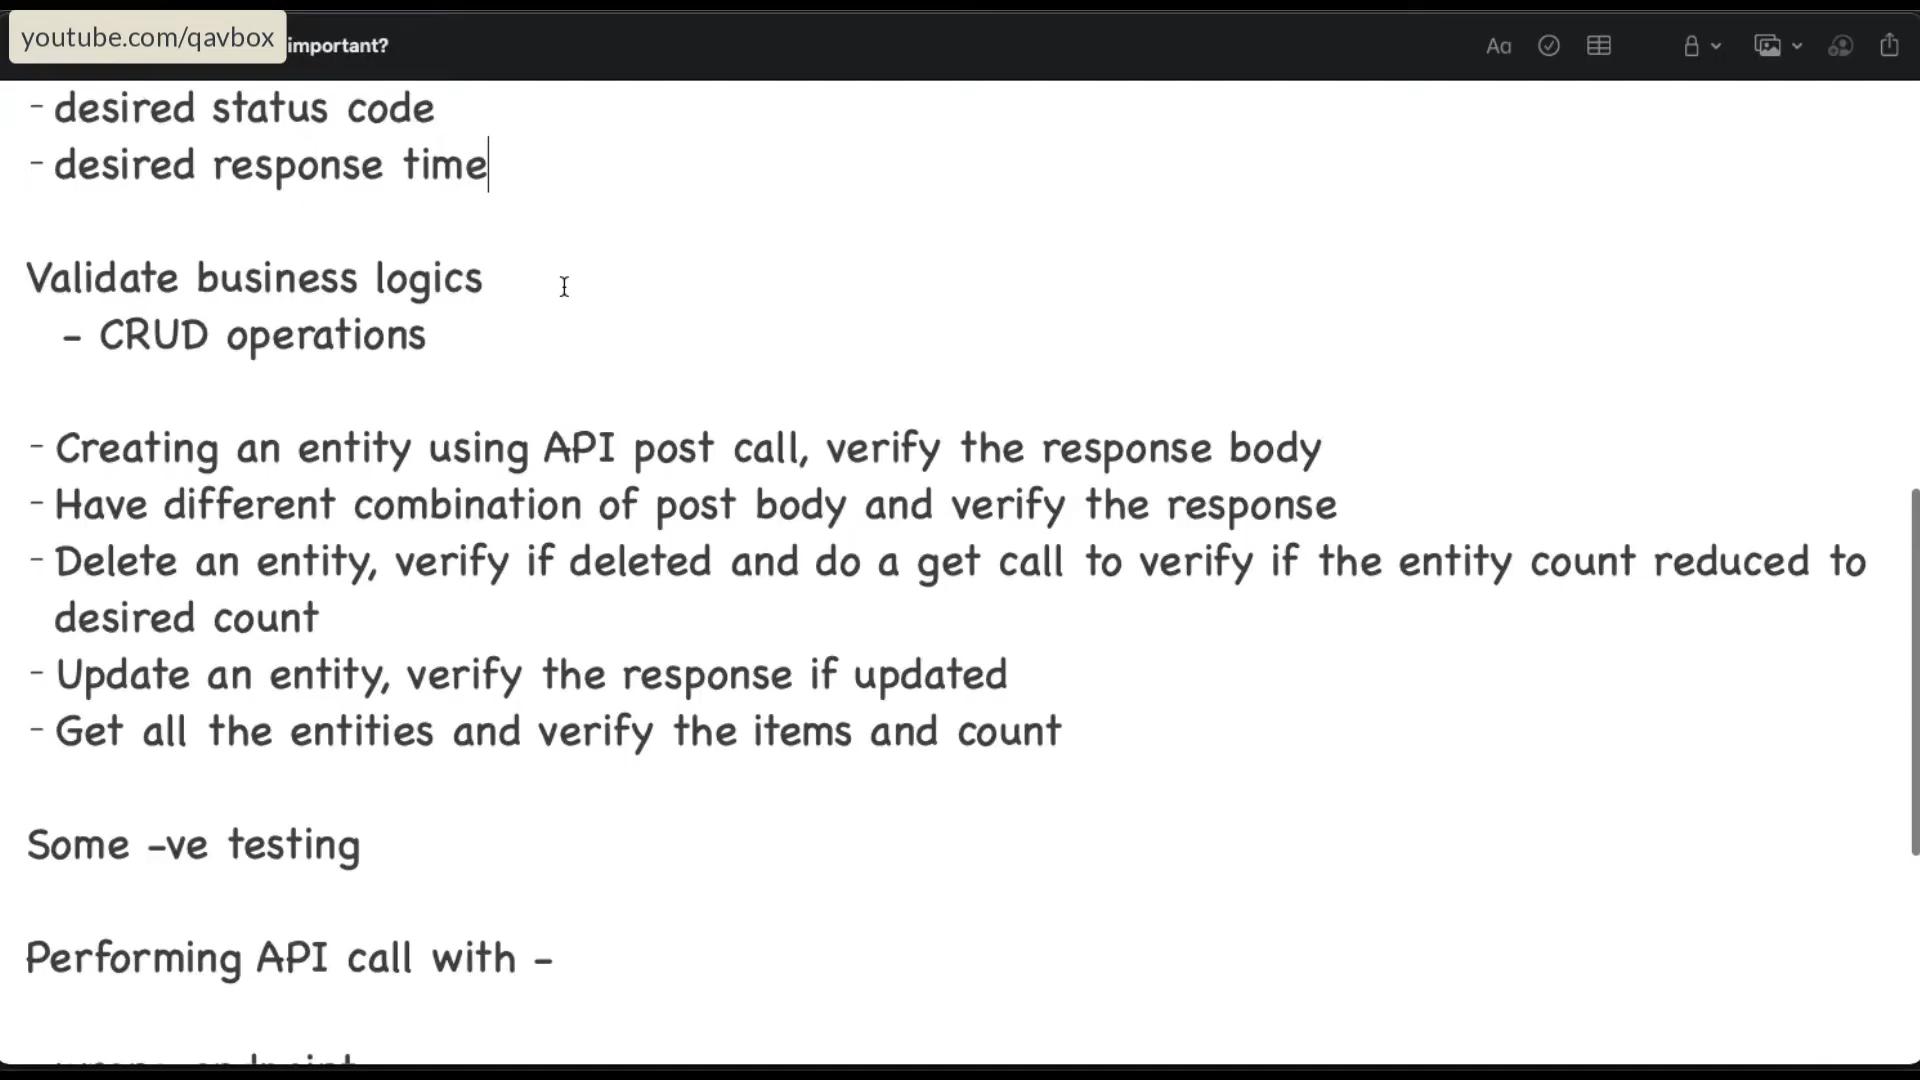 youtube.com/qavbox
important?
Aa
- desired status code
- desired response time
Validate business logics
- CRUD operations
- Creating an entity using API post call, verify the response body
- Have different combination of post body and verify the response
- Delete an entity, verify if deleted and do a get call to verify if the entity count reduced to
desired count
- Update an entity, verify the response if updated
- Get all the entities and verify the items and count
Some -ve testing
Performing API call with -